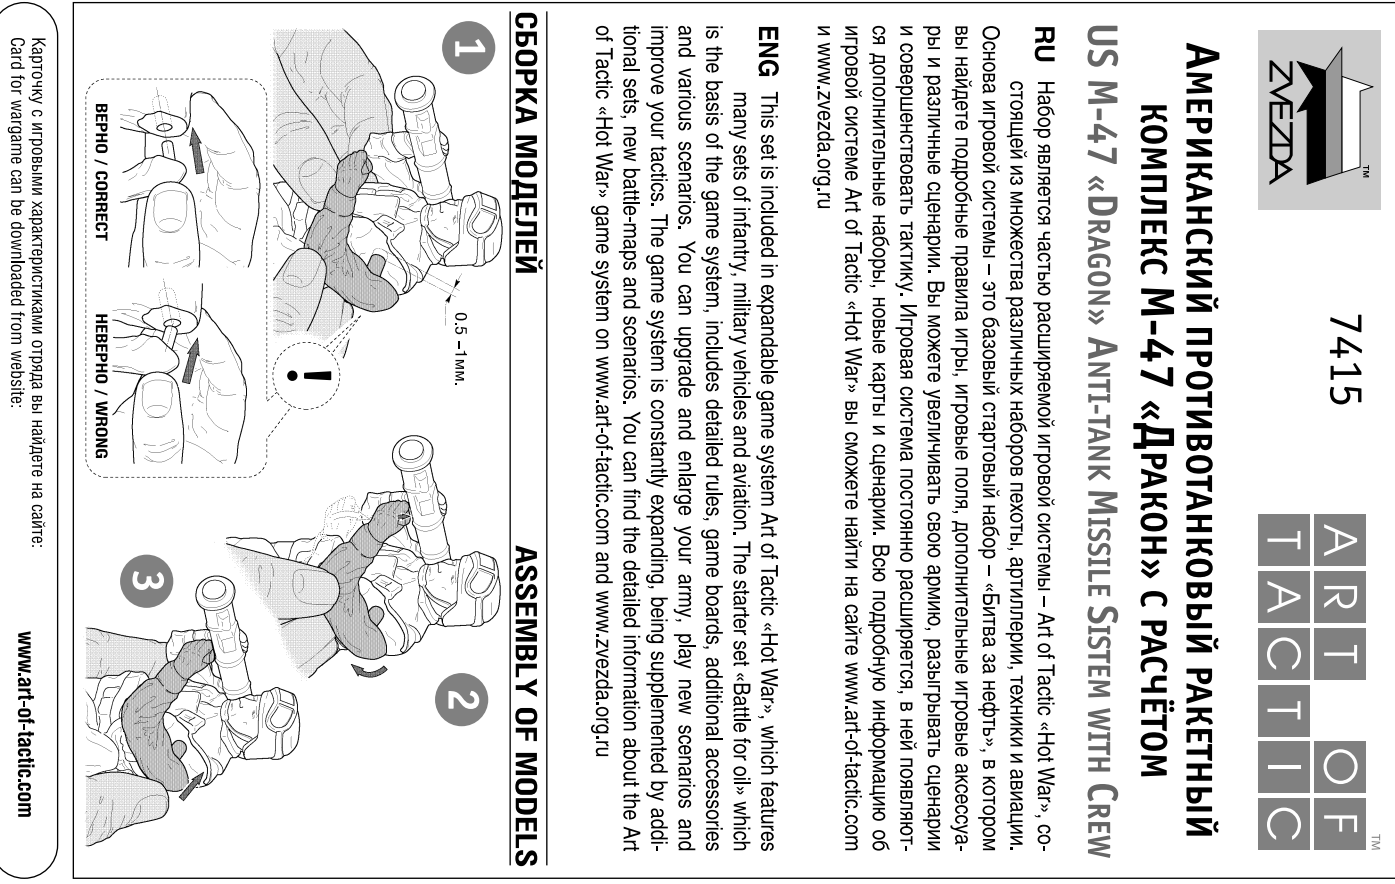 ZVEZDA™
7415
ART OF
TACTIC™
АМЕРИКАНСКИЙ ПРОТИВОТАНКОВЫЙ РАКЕТНЫЙ
КОМПЛЕКС М-47 «ДРАКОН» С РАСЧЁТОМ
US M-47 «DRAGON» ANTI-TANK MISSILE SISTEM WITH CREW
RU Набор является частью расширяемой игровой системы – Art of Tactic «Hot War», со-
стоящей из множества различных наборов пехоты, артиллерии, техники и авиации.
Основа игровой системы – это базовый стартовый набор – «Битва за нефть», в котором
вы найдете подробные правила игры, игровые поля, дополнительные игровые аксессуа-
ры и различные сценарии. Вы можете увеличивать свою армию, разыгрывать сценарии
и совершенствовать тактику. Игровая система постоянно расширяется, в ней появляют-
ся дополнительные наборы, новые карты и сценарии. Всю подробную информацию об
игровой системе Art of Tactic «Hot War» вы сможете найти на сайте www.art-of-tactic.com
и www.zvezda.org.ru
ENG This set is included in expandable game system Art of Tactic «Hot War», which features
many sets of infantry, military vehicles and aviation. The starter set «Battle for oil» which
is the basis of the game system, includes detailed rules, game boards, additional accessories
and various scenarios. You can upgrade and enlarge your army, play new scenarios and
improve your tactics. The game system is constantly expanding, being supplemented by addi-
tional sets, new battle-maps and scenarios. You can find the detailed information about the Art
of Tactic «Hot War» game system on www.art-of-tactic.com and www.zvezda.org.ru
СБОРКА МОДЕЛЕЙ
ASSEMBLY OF MODELS
1
0.5 –1мм.
!
ВЕРНО / CORRECT
НЕВЕРНО / WRONG
2
3
Карточку с игровыми характеристиками отряда вы найдете на сайте:
Card for wargame can be downloaded from website:
www.art-of-tactic.com